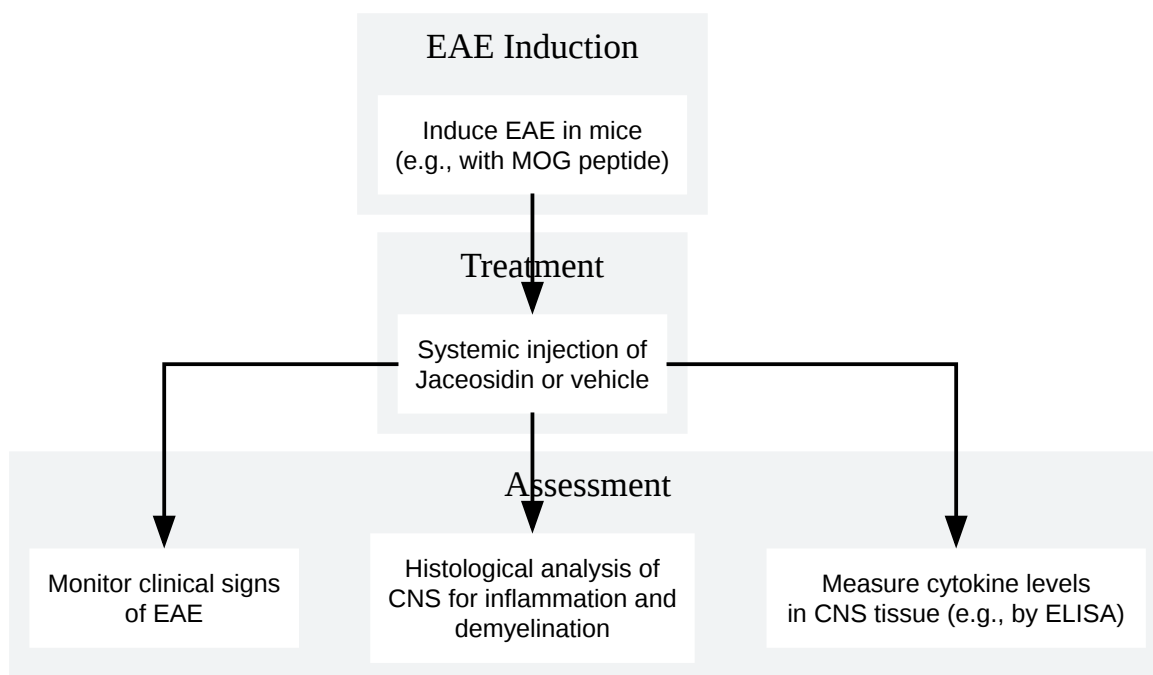 EAE Induction
Induce EAE in mice
(e.g., with MOG peptide)
Treatment
Systemic injection of
Jaceosidin or vehicle
Assessment
Monitor clinical signs
of EAE
Histological analysis of
CNS for inflammation and
demyelination
Measure cytokine levels
in CNS tissue (e.g., by ELISA)